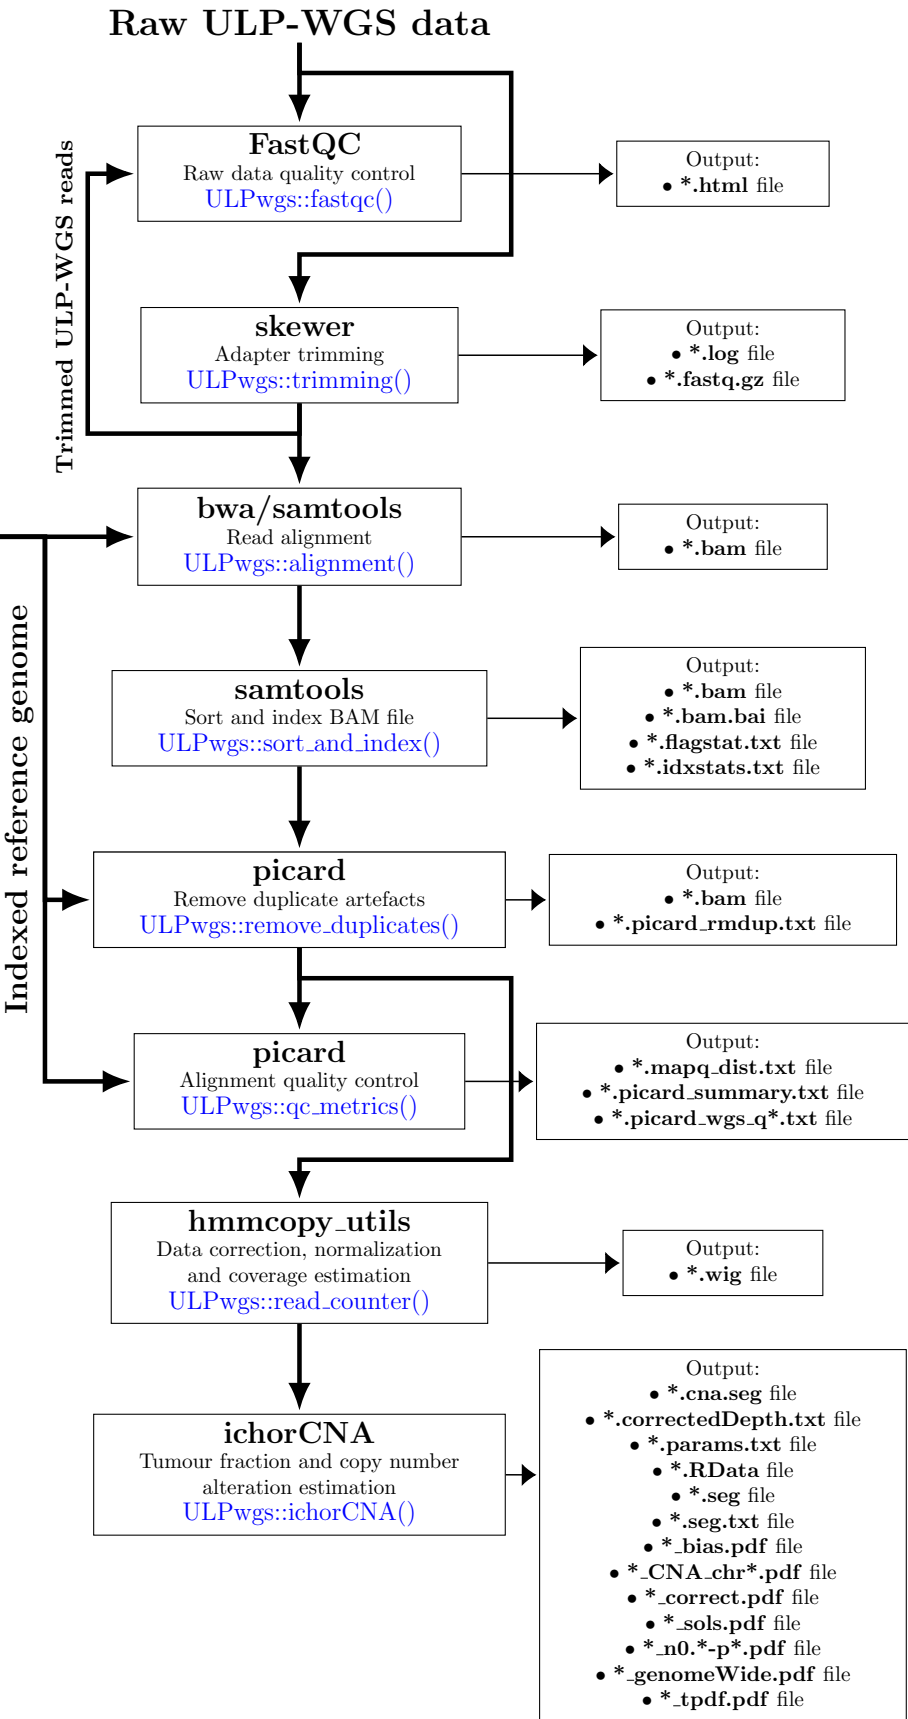 Raw ULP-WGS data
FastQC
Raw data quality control
ULPwgs::fastqc()
Output:
• *.html file
Trimmed ULP-WGS reads
skewer
Adapter trimming
ULPwgs::trimming()
Output:
• *.log file
• *.fastq.gz file
bwa/samtools
Read alignment
ULPwgs::alignment()
Output:
• *.bam file
Indexed reference genome
samtools
Sort and index BAM file
ULPwgs::sort_and_index()
Output:
• *.bam file
• *.bam.bai file
• *.flagstat.txt file
• *.idxstats.txt file
picard
Remove duplicate artefacts
ULPwgs::remove_duplicates()
Output:
• *.bam file
• *.picard_rmdup.txt file
picard
Alignment quality control
ULPwgs::qc_metrics()
Output:
• *.mapq_dist.txt file
• *.picard_summary.txt file
• *.picard_wgs_q*.txt file
hmmcopy_utils
Data correction, normalization
and coverage estimation
ULPwgs::read_counter()
Output:
• *.wig file
ichorCNA
Tumour fraction and copy number
alteration estimation
ULPwgs::ichorCNA()
Output:
• *.cna.seg file
• *.correctedDepth.txt file
• *.params.txt file
• *.RData file
• *.seg file
• *.seg.txt file
• *_bias.pdf file
• *_CNA_chr*.pdf file
• *_correct.pdf file
• *_sols.pdf file
• *_n0.*-p*.pdf file
• *_genomeWide.pdf file
• *_tpdf.pdf file